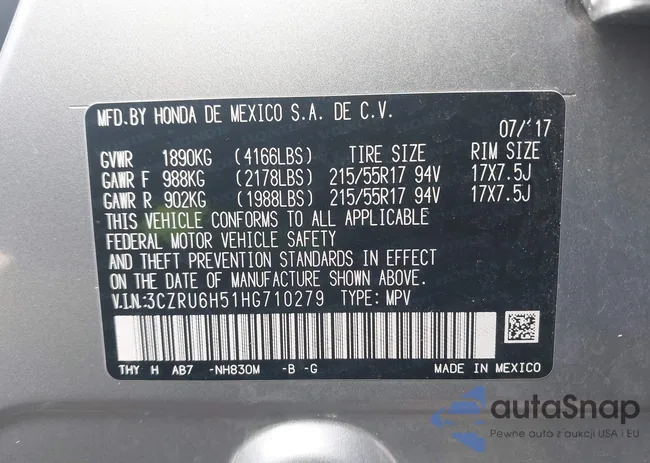 MFD.BY HONDA DE MEXICO S.A. DE C.V.
07/'17
GVWR 1890KG (4166LBS) TIRE SIZE RIM SIZE
GAWR F 988KG (2178LBS) 215/55R17 94V 17X7.5J
GAWR R 902KG (1988LBS) 215/55R17 94V 17X7.5J
THIS VEHICLE CONFORMS TO ALL APPLICABLE
FEDERAL MOTOR VEHICLE SAFETY
AND THEFT PREVENTION STANDARDS IN EFFECT
ON THE DATE OF MANUFACTURE SHOWN ABOVE.
V.I.N.:3CZRU6H51HG710279 TYPE: MPV
THY H AB7 -NH830M -B -G MADE IN MEXICO
autaSnap
Pewne auto z aukcji USA i EU